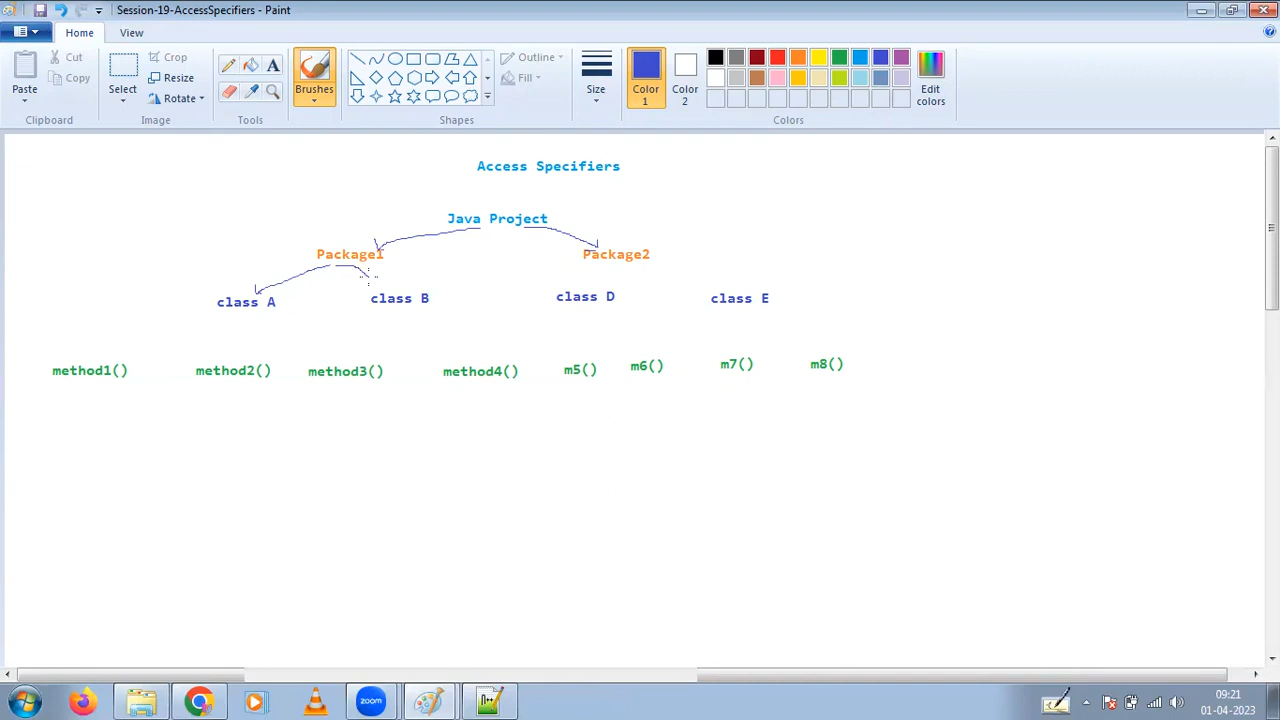 Session-19-AccessSpecifiers - Paint
Home View
Paste
Cut
Copy
Clipboard
Select
Crop
Resize
Rotate
Image
A
Tools
Brushes
Outline
Fill
Shapes
Size
Color 1
Color 2
Edit colors
Colors
Access Specifiers
Java Project
Package1 Package2
class A class B class D class E
method1() method2() method3() method4() m5() m6() m7() m8()
zoom
09:21
01-04-2023